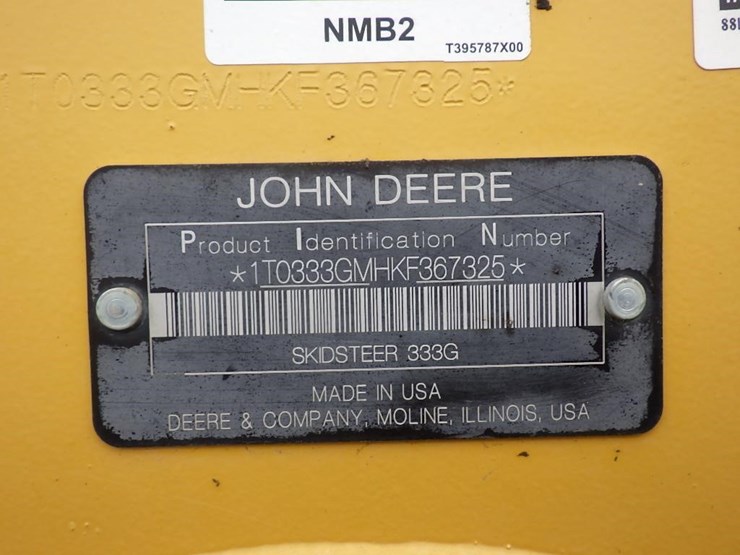 NMB2
T395787X00
1T0333GMHKF367325*
JOHN DEERE
Product Identification Number
*1T0333GMHKF367325*
SKIDSTEER 333G
MADE IN USA
DEERE & COMPANY, MOLINE, ILLINOIS, USA